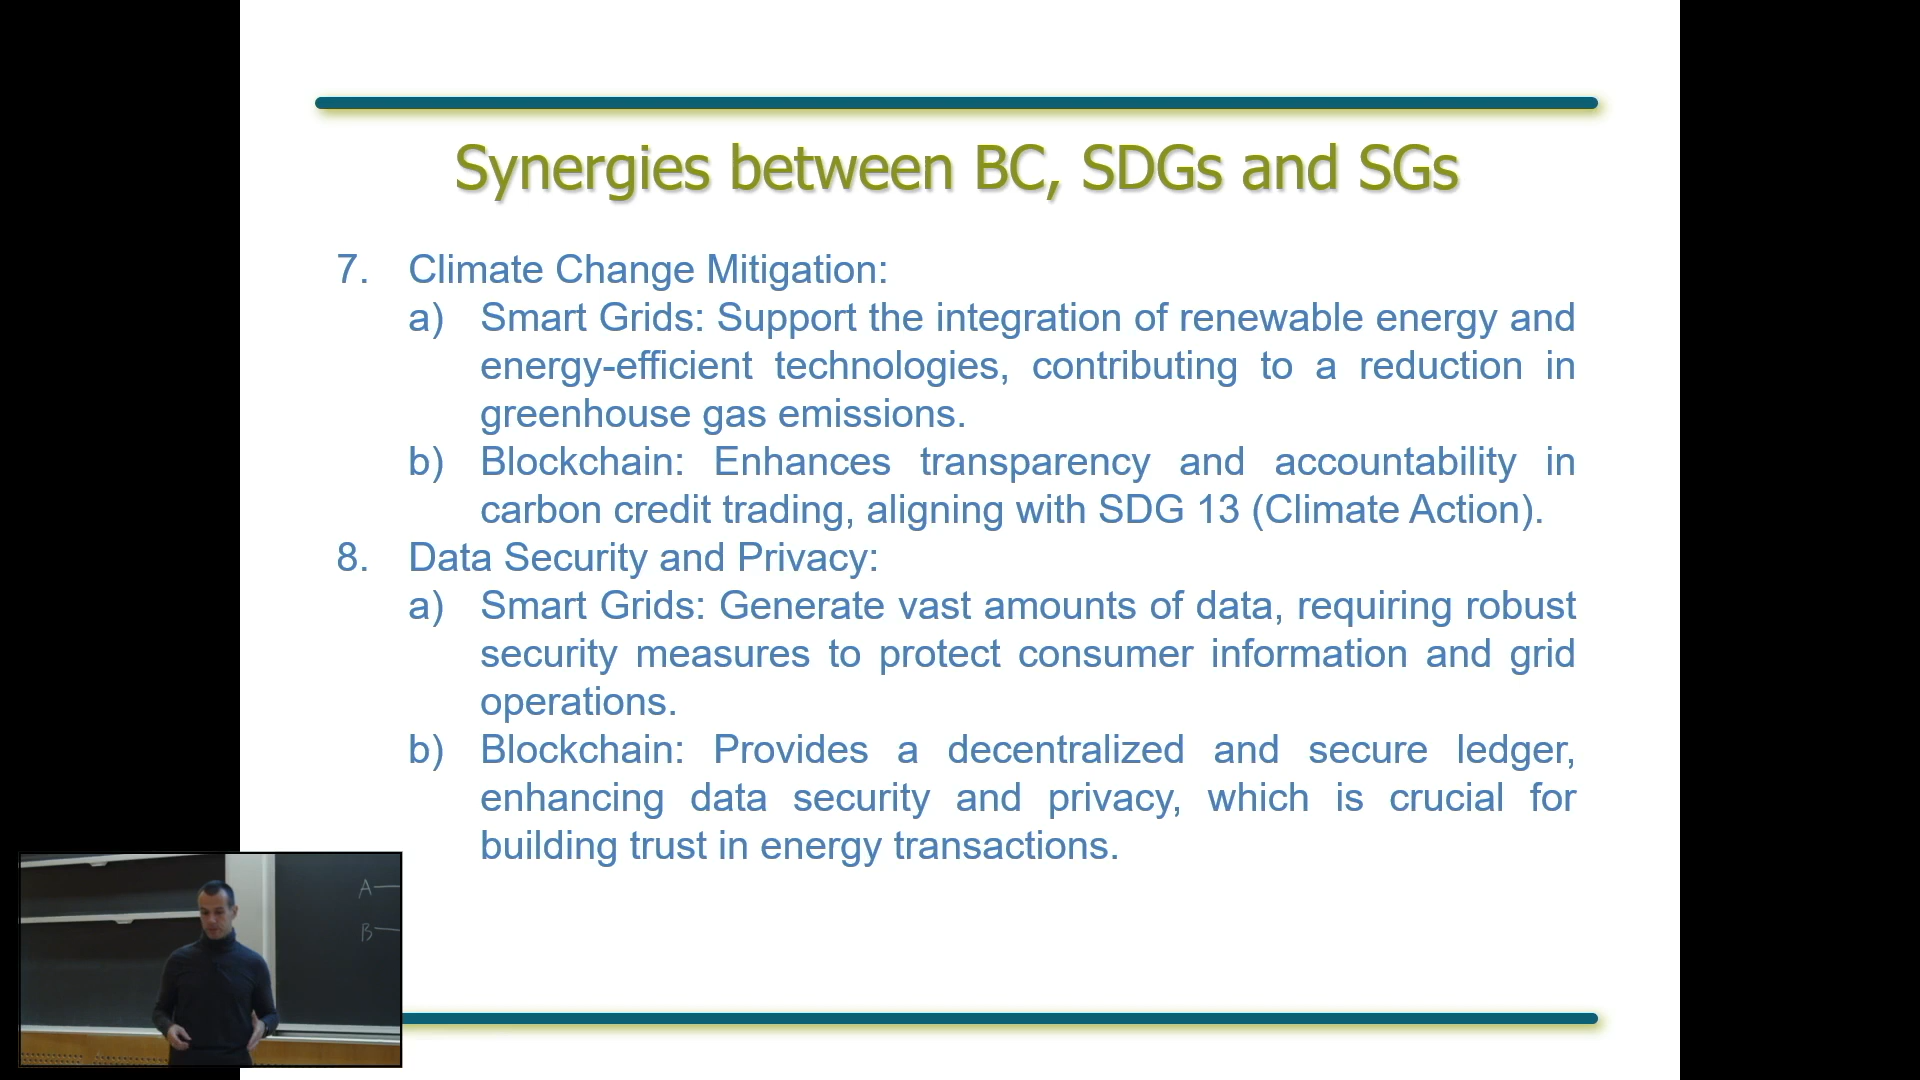 Synergies between BC, SDGs and SGs
7. Climate Change Mitigation:
a) Smart Grids: Support the integration of renewable energy and
energy-efficient technologies, contributing to a reduction in
greenhouse gas emissions.
b) Blockchain: Enhances transparency and accountability in
carbon credit trading, aligning with SDG 13 (Climate Action).
8. Data Security and Privacy:
a) Smart Grids: Generate vast amounts of data, requiring robust
security measures to protect consumer information and grid
operations.
b) Blockchain: Provides a decentralized and secure ledger,
enhancing data security and privacy, which is crucial for
building trust in energy transactions.
A
B